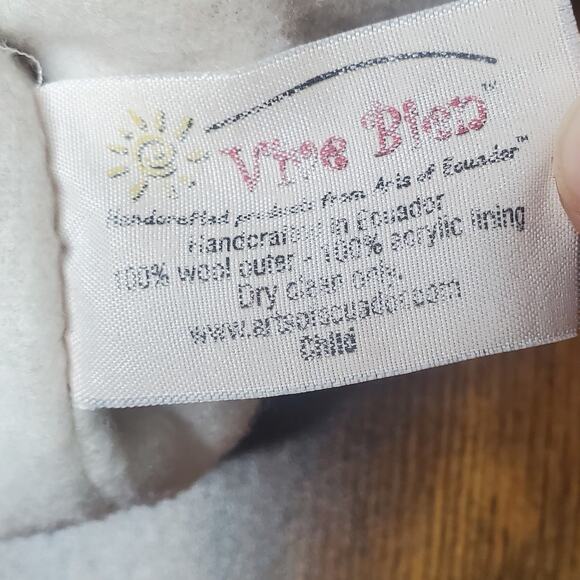 Vive Bien™
Handcrafted products from Arts of Ecuador™
Handcrafted in Ecuador
100% wool outer - 100% acrylic lining
Dry clean only.
www.artsofecuador.com
Child